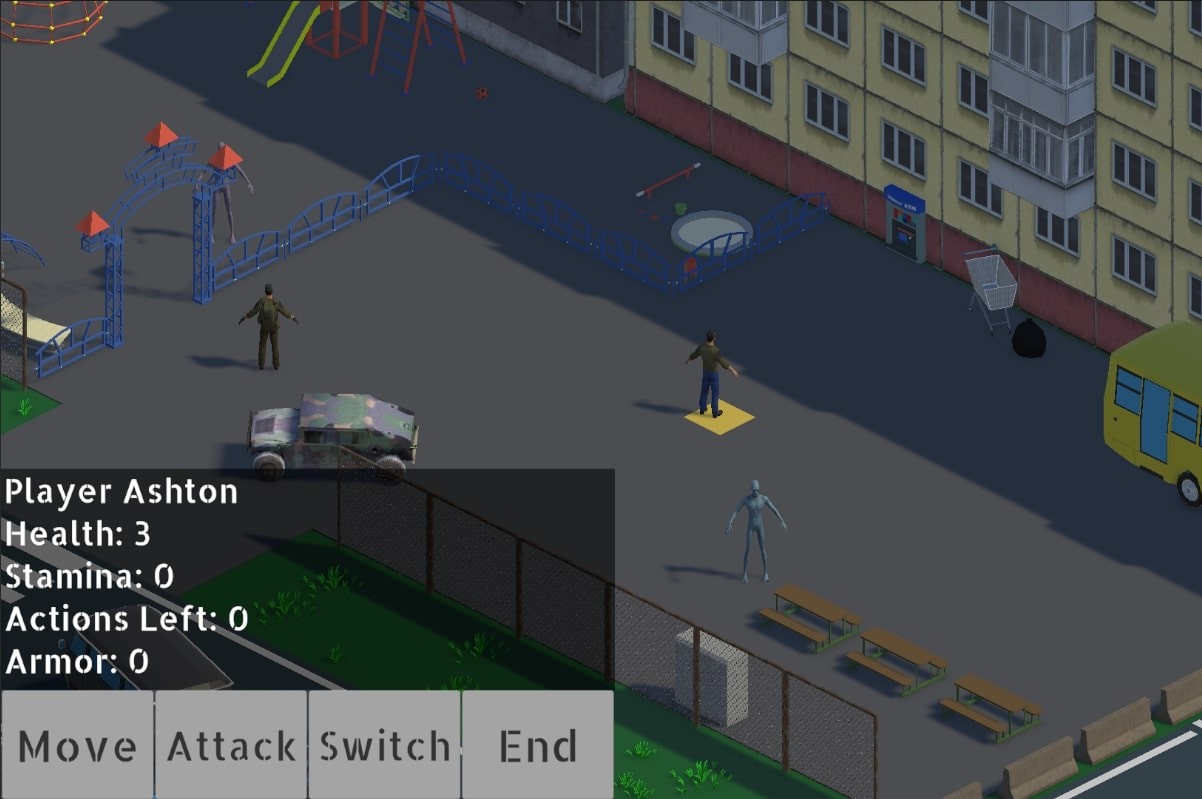 Player Ashton
Health: 3
Stamina: 0
Actions Left: 0
Armor: 0
Move Attack Switch End